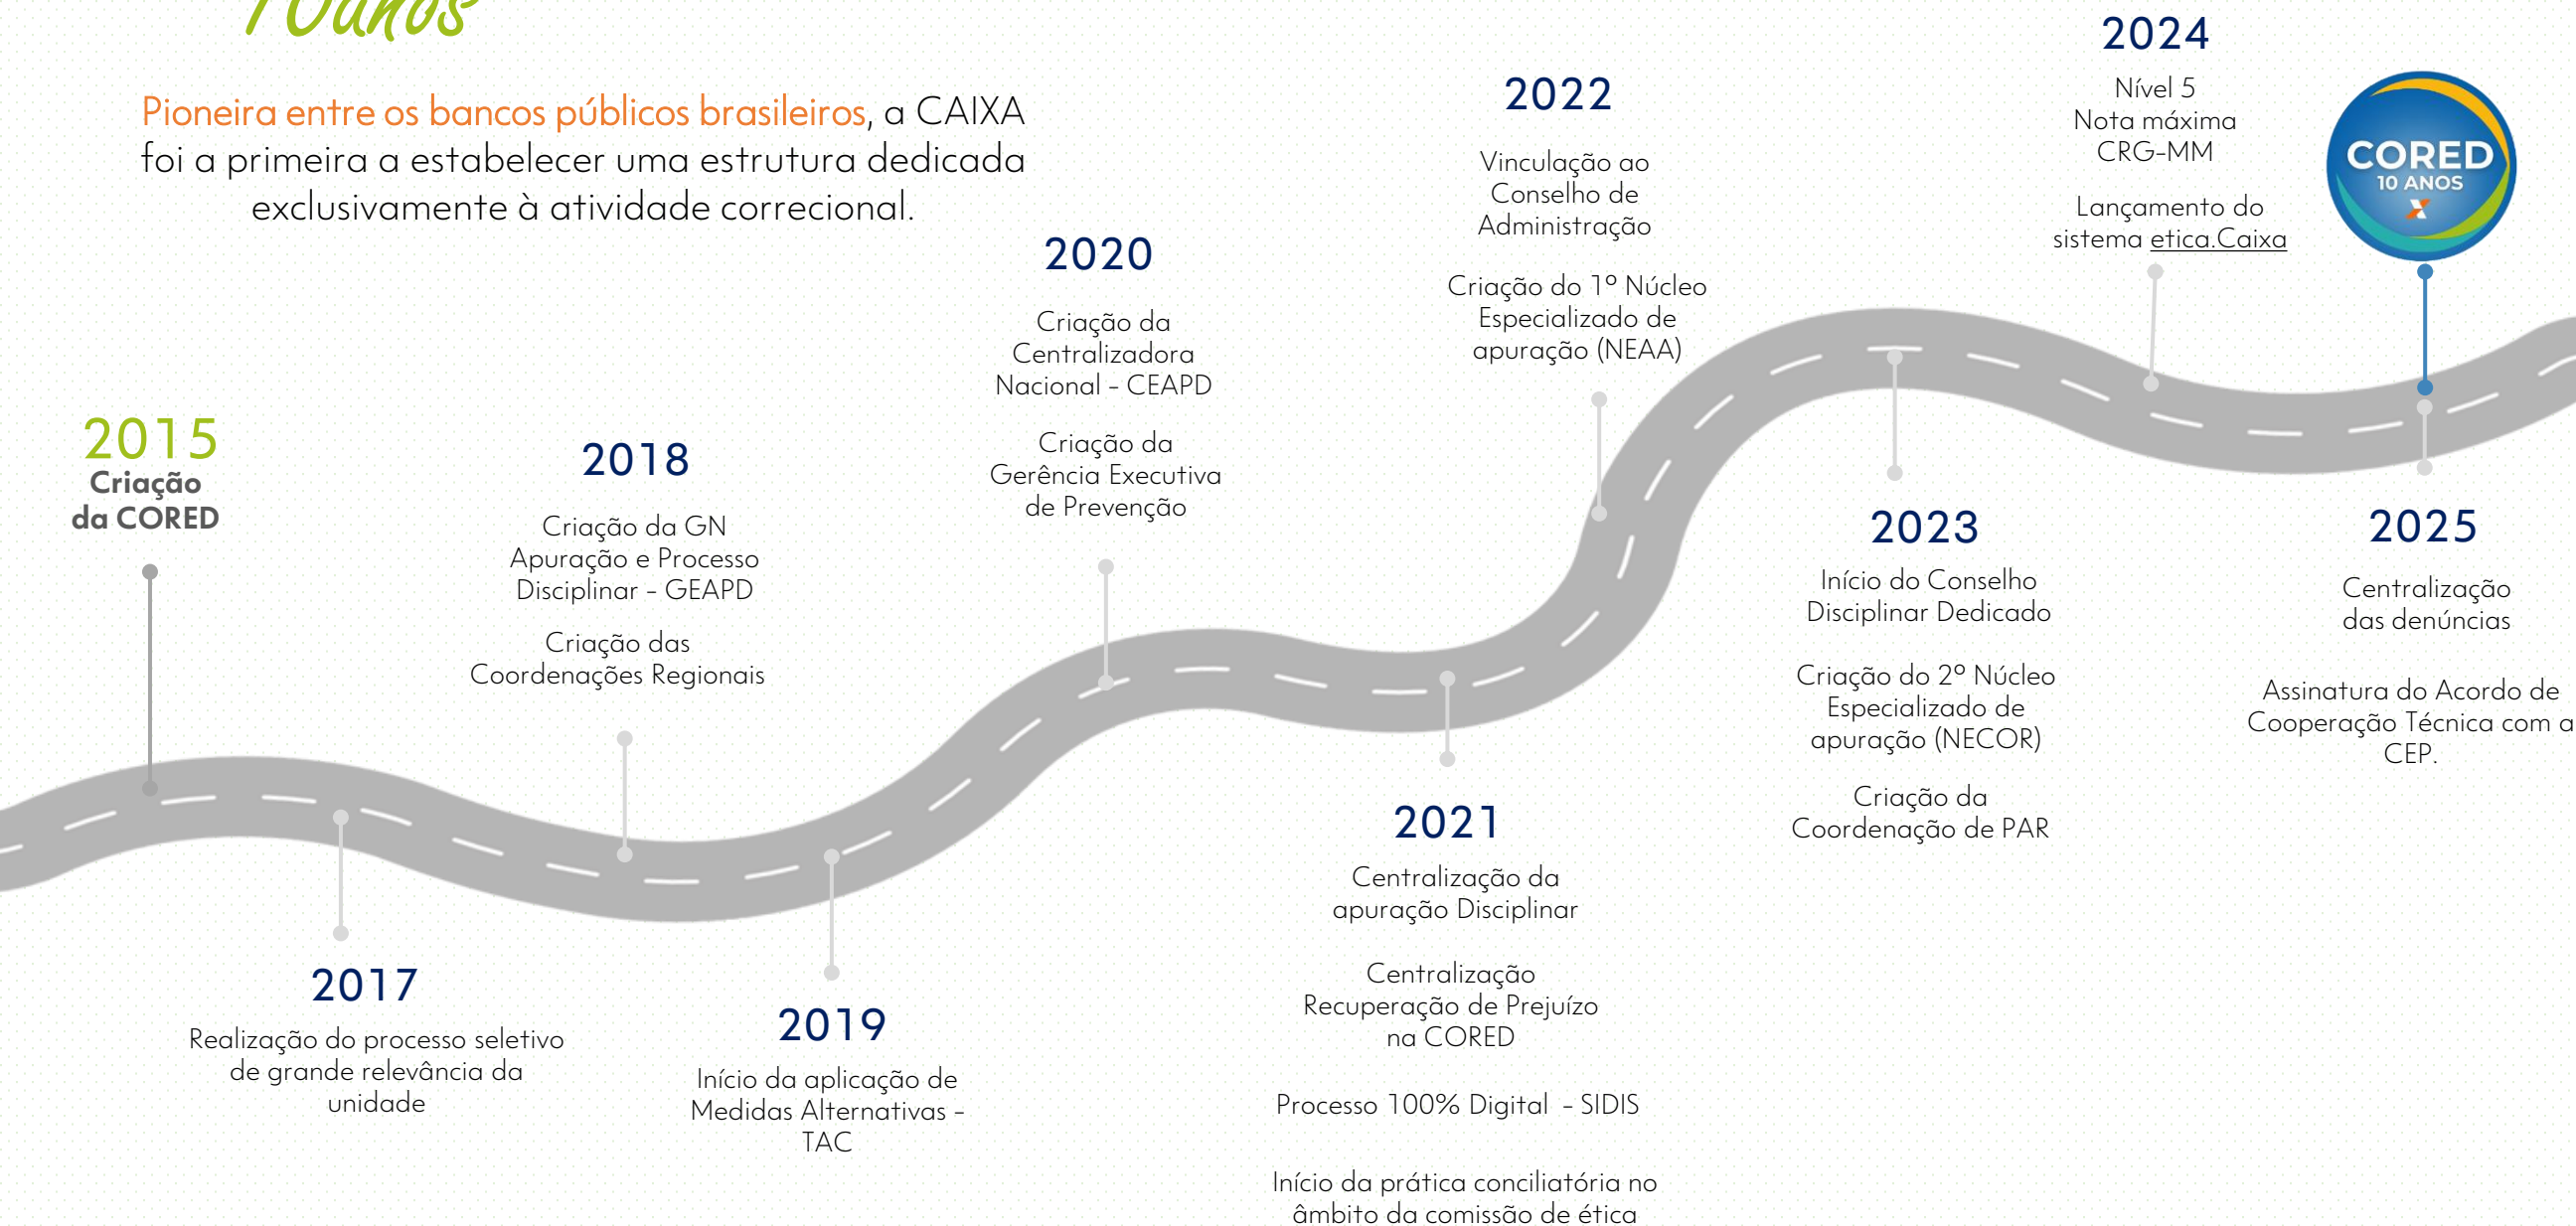 10anos
Pioneira entre os bancos públicos brasileiros, a CAIXA
foi a primeira a estabelecer uma estrutura dedicada
exclusivamente à atividade correcional.
2015
Criação
da CORED
2017
Realização do processo seletivo
de grande relevância da
unidade
2018
Criação da GN
Apuração e Processo
Disciplinar - GEAPD
Criação das
Coordenações Regionais
2019
Início da aplicação de
Medidas Alternativas -
TAC
2020
Criação da
Centralizadora
Nacional - CEAPD
Criação da
Gerência Executiva
de Prevenção
2021
Centralização da
apuração Disciplinar
Centralização
Recuperação de Prejuízo
na CORED
Processo 100% Digital - SIDIS
Início da prática conciliatória no
âmbito da comissão de ética
2022
Vinculação ao
Conselho de
Administração
Criação do 1º Núcleo
Especializado de
apuração (NEAA)
2023
Início do Conselho
Disciplinar Dedicado
Criação do 2º Núcleo
Especializado de
apuração (NECOR)
Criação da
Coordenação de PAR
2024
Nível 5
Nota máxima
CRG-MM
Lançamento do
sistema etica.Caixa
CORED
10 ANOS
2025
Centralização
das denúncias
Assinatura do Acordo de
Cooperação Técnica com a
CEP.